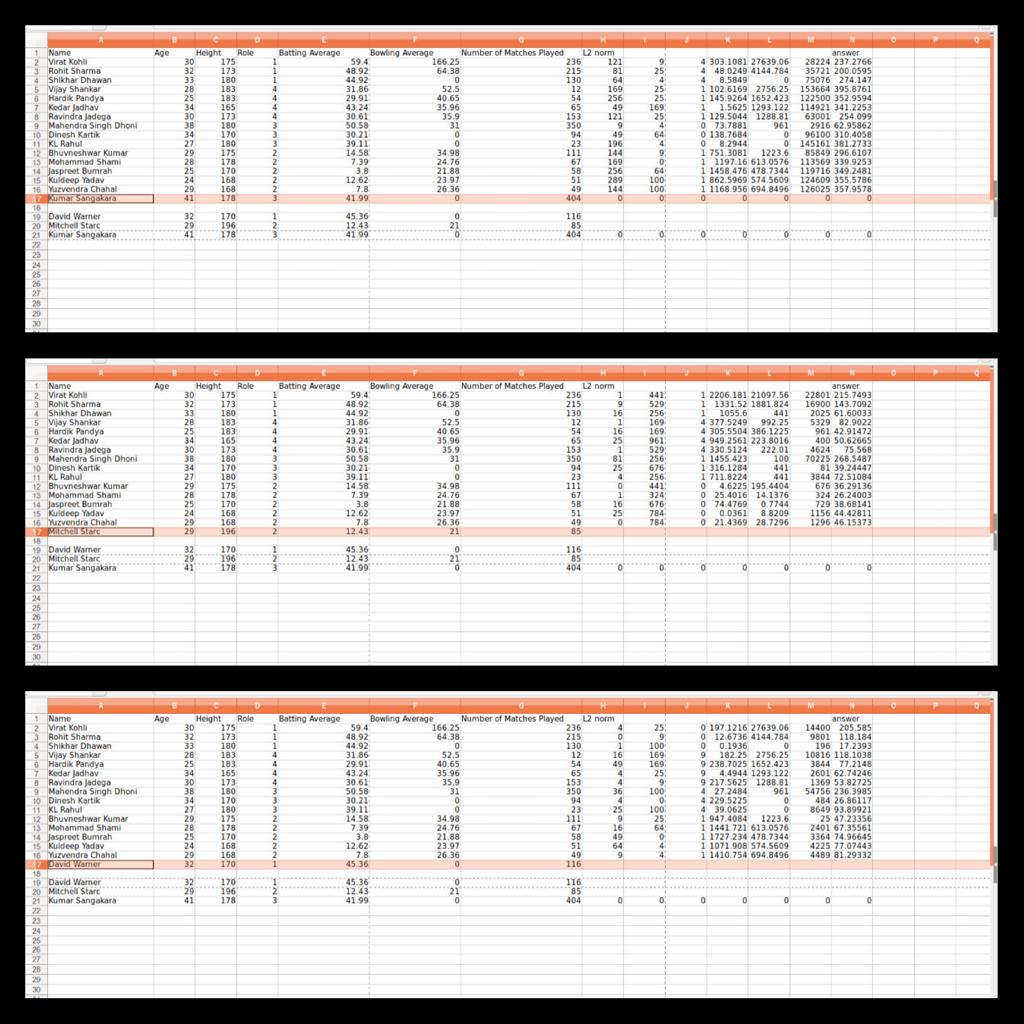 A B C D E F G H I J K L M N O P Q
1 Name Age Height Role Batting Average Bowling Average Number of Matches Played L2 norm answer
2 Virat Kohli 30 175 1 59.4 166.25 236 121 9 4 303.1081 27639.06 28224 237.2766
3 Rohit Sharma 32 173 1 48.92 64.38 215 81 25 4 48.0249 4144.784 35721 200.0595
4 Shikhar Dhawan 33 180 1 44.92 0 130 64 4 4 8.5849 0 75076 274.147
5 Vijay Shankar 28 183 4 31.86 52.5 12 169 25 1 102.6169 2756.25 153664 395.8761
6 Hardik Pandya 25 183 4 29.91 40.65 54 256 25 1 145.9264 1652.423 122500 352.9594
7 Kedar Jadhav 34 165 4 43.24 35.96 65 49 169 1 1.5625 1293.122 114921 341.2253
8 Ravindra Jadega 30 173 4 30.61 35.9 153 121 25 1 129.5044 1288.81 63001 254.099
9 Mahendra Singh Dhoni 38 180 3 50.58 31 350 9 4 0 73.7881 961 2916 62.95862
10 Dinesh Kartik 34 170 3 30.21 0 94 49 64 0 138.7684 0 96100 310.4058
11 KL Rahul 27 180 3 39.11 0 23 196 4 0 8.2944 0 145161 381.2733
12 Bhuvneshwar Kumar 29 175 2 14.58 34.98 111 144 9 1 751.3081 1223.6 85849 296.6107
13 Mohammad Shami 28 178 2 7.39 24.76 67 169 0 1 1197.16 613.0576 113569 339.9253
14 Jaspreet Bumrah 25 170 2 3.8 21.88 58 256 64 1 1458.476 478.7344 119716 349.2481
15 Kuldeep Yadav 24 168 2 12.62 23.97 51 289 100 1 862.5969 574.5609 124609 355.5786
16 Yuzvendra Chahal 29 168 2 7.8 26.36 49 144 100 1 1168.956 694.8496 126025 357.9578
17 Kumar Sangakara 41 178 3 41.99 0 404 0 0 0 0 0 0 0
18
19 David Warner 32 170 1 45.36 0 116
20 Mitchell Starc 29 196 2 12.43 21 85
21 Kumar Sangakara 41 178 3 41.99 0 404 0 0 0 0 0 0 0
22
23
24
25
26
27
28
29
30
A B C D E F G H I J K L M N O P Q
1 Name Age Height Role Batting Average Bowling Average Number of Matches Played L2 norm answer
2 Virat Kohli 30 175 1 59.4 166.25 236 1 441 1 2206.181 21097.56 22801 215.7493
3 Rohit Sharma 32 173 1 48.92 64.38 215 9 529 1 1331.52 1881.824 16900 143.7092
4 Shikhar Dhawan 33 180 1 44.92 0 130 16 256 1 1055.6 441 2025 61.60033
5 Vijay Shankar 28 183 4 31.86 52.5 12 1 169 4 377.5249 992.25 5329 82.9022
6 Hardik Pandya 25 183 4 29.91 40.65 54 16 169 4 305.5504 386.1225 961 42.91472
7 Kedar Jadhav 34 165 4 43.24 35.96 65 25 961 4 949.2561 223.8016 400 50.62665
8 Ravindra Jadega 30 173 4 30.61 35.9 153 1 529 4 330.5124 222.01 4624 75.568
9 Mahendra Singh Dhoni 38 180 3 50.58 31 350 81 256 1 1455.423 100 70225 268.5487
10 Dinesh Kartik 34 170 3 30.21 0 94 25 676 1 316.1284 441 81 39.24447
11 KL Rahul 27 180 3 39.11 0 23 4 256 1 711.8224 441 3844 72.51084
12 Bhuvneshwar Kumar 29 175 2 14.58 34.98 111 0 441 0 4.6225 195.4404 676 36.29136
13 Mohammad Shami 28 178 2 7.39 24.76 67 1 324 0 25.4016 14.1376 324 26.24003
14 Jaspreet Bumrah 25 170 2 3.8 21.88 58 16 676 0 74.4769 0.7744 729 38.68141
15 Kuldeep Yadav 24 168 2 12.62 23.97 51 25 784 0 0.0361 8.8209 1156 44.42811
16 Yuzvendra Chahal 29 168 2 7.8 26.36 49 0 784 0 21.4369 28.7296 1296 46.15373
17 Mitchell Starc 29 196 2 12.43 21 85
18
19 David Warner 32 170 1 45.36 0 116
20 Mitchell Starc 29 196 2 12.43 21 85
21 Kumar Sangakara 41 178 3 41.99 0 404 0 0 0 0 0 0 0
22
23
24
25
26
27
28
29
30
A B C D E F G H I J K L M N O P Q
1 Name Age Height Role Batting Average Bowling Average Number of Matches Played L2 norm answer
2 Virat Kohli 30 175 1 59.4 166.25 236 4 25 0 197.1216 27639.06 14400 205.585
3 Rohit Sharma 32 173 1 48.92 64.38 215 0 9 0 12.6736 4144.784 9801 118.184
4 Shikhar Dhawan 33 180 1 44.92 0 130 1 100 0 0.1936 0 196 17.2393
5 Vijay Shankar 28 183 4 31.86 52.5 12 16 169 9 182.25 2756.25 10816 118.1038
6 Hardik Pandya 25 183 4 29.91 40.65 54 49 169 9 238.7025 1652.423 3844 77.2148
7 Kedar Jadhav 34 165 4 43.24 35.96 65 4 25 9 4.4944 1293.122 2601 62.74246
8 Ravindra Jadega 30 173 4 30.61 35.9 153 4 9 9 217.5625 1288.81 1369 53.82725
9 Mahendra Singh Dhoni 38 180 3 50.58 31 350 36 100 4 27.2484 961 54756 236.3985
10 Dinesh Kartik 34 170 3 30.21 0 94 4 0 4 229.5225 0 484 26.86117
11 KL Rahul 27 180 3 39.11 0 23 25 100 4 39.0625 0 8649 93.89921
12 Bhuvneshwar Kumar 29 175 2 14.58 34.98 111 9 25 1 947.4084 1223.6 25 47.23356
13 Mohammad Shami 28 178 2 7.39 24.76 67 16 64 1 1441.721 613.0576 2401 67.35561
14 Jaspreet Bumrah 25 170 2 3.8 21.88 58 49 0 1 1727.234 478.7344 3364 74.96645
15 Kuldeep Yadav 24 168 2 12.62 23.97 51 64 4 1 1071.908 574.5609 4225 77.07443
16 Yuzvendra Chahal 29 168 2 7.8 26.36 49 9 4 1 1410.754 694.8496 4489 81.29332
17 David Warner 32 170 1 45.36 0 116
18
19 David Warner 32 170 1 45.36 0 116
20 Mitchell Starc 29 196 2 12.43 21 85
21 Kumar Sangakara 41 178 3 41.99 0 404 0 0 0 0 0 0 0
22
23
24
25
26
27
28
29
30